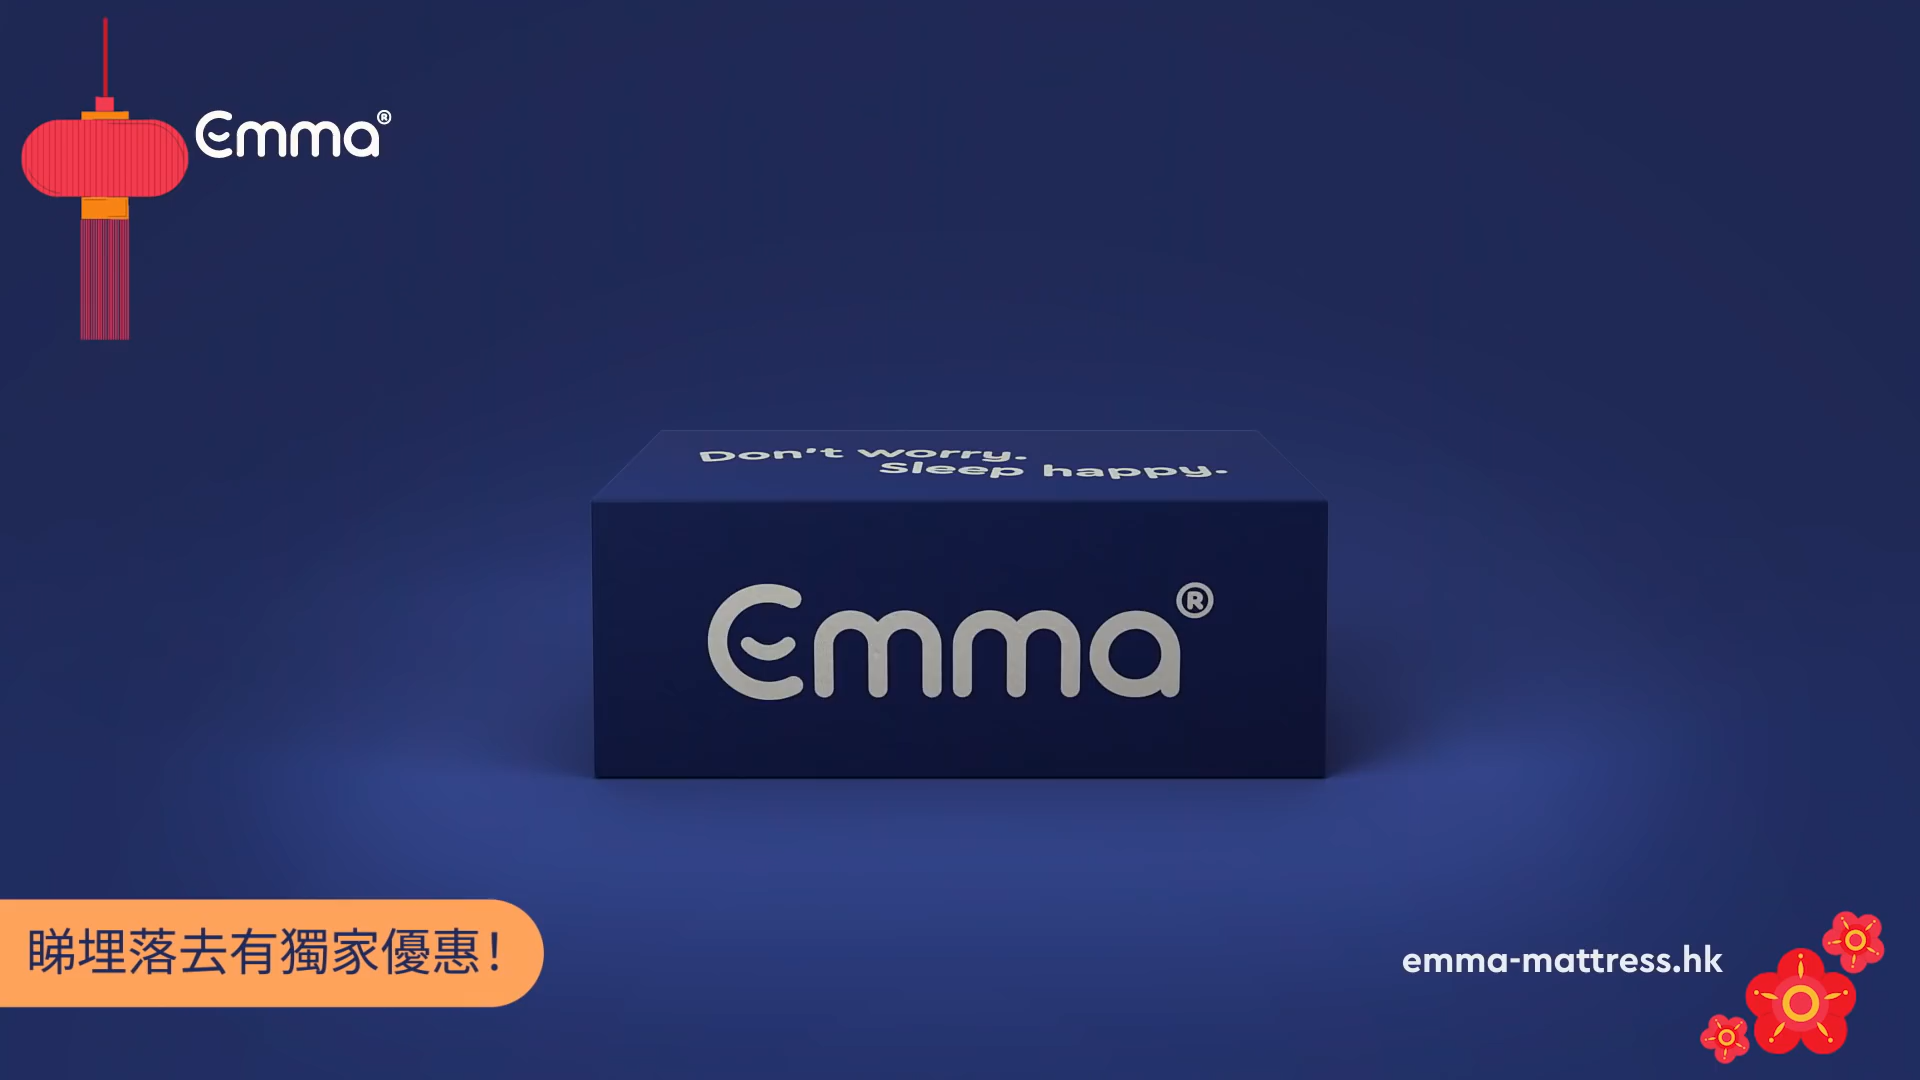 Emma®
Don't worry.
Sleep happy.
Emma®
睇埋落去有獨家優惠!
emma-mattress.hk